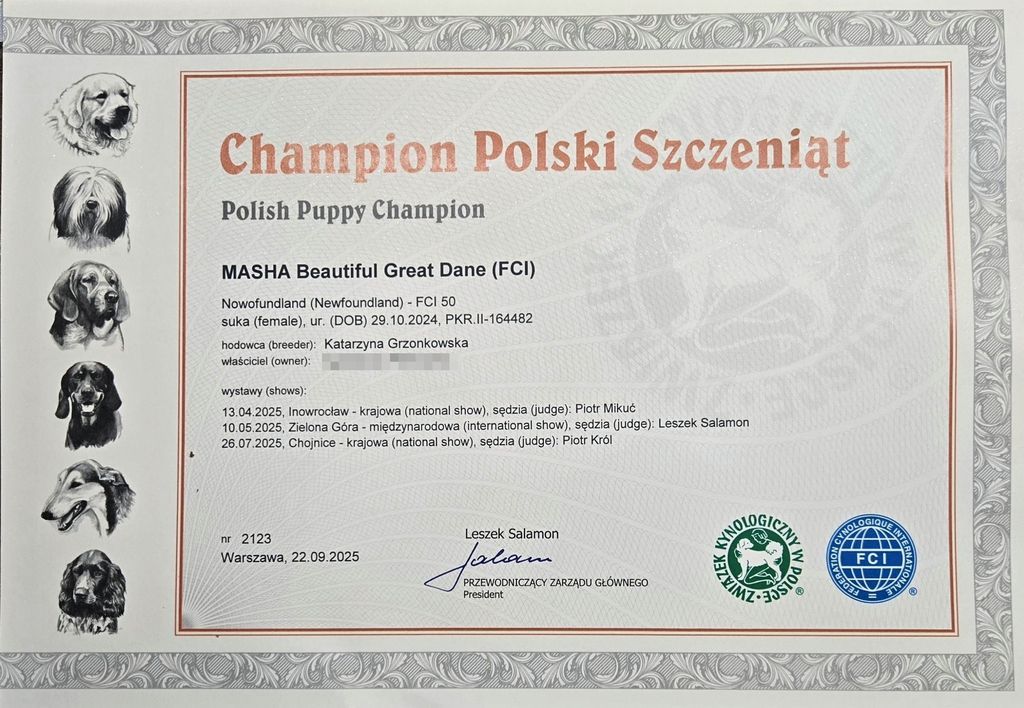 Champion Polski Szczeniąt
Polish Puppy Champion
MASHA Beautiful Great Dane (FCI)
Nowofundland (Newfoundland) - FCI 50
suka (female), ur. (DOB) 29.10.2024, PKR.II-164482
hodowca (breeder): Katarzyna Grzonkowska
właściciel (owner):
wystawy (shows):
13.04.2025, Inowrocław - krajowa (national show), sędzia (judge): Piotr Mikuć
10.05.2025, Zielona Góra - międzynarodowa (international show), sędzia (judge): Leszek Salamon
26.07.2025, Chojnice - krajowa (national show), sędzia (judge): Piotr Król
nr 2123
Warszawa, 22.09.2025
Leszek Salamon
PRZEWODNICZĄCY ZARZĄDU GŁÓWNEGO
President
ZWIĄZEK KYNOLOGICZNY W POLSCE ®
FEDERATION CYNOLOGIQUE INTERNATIONALE
FCI ®